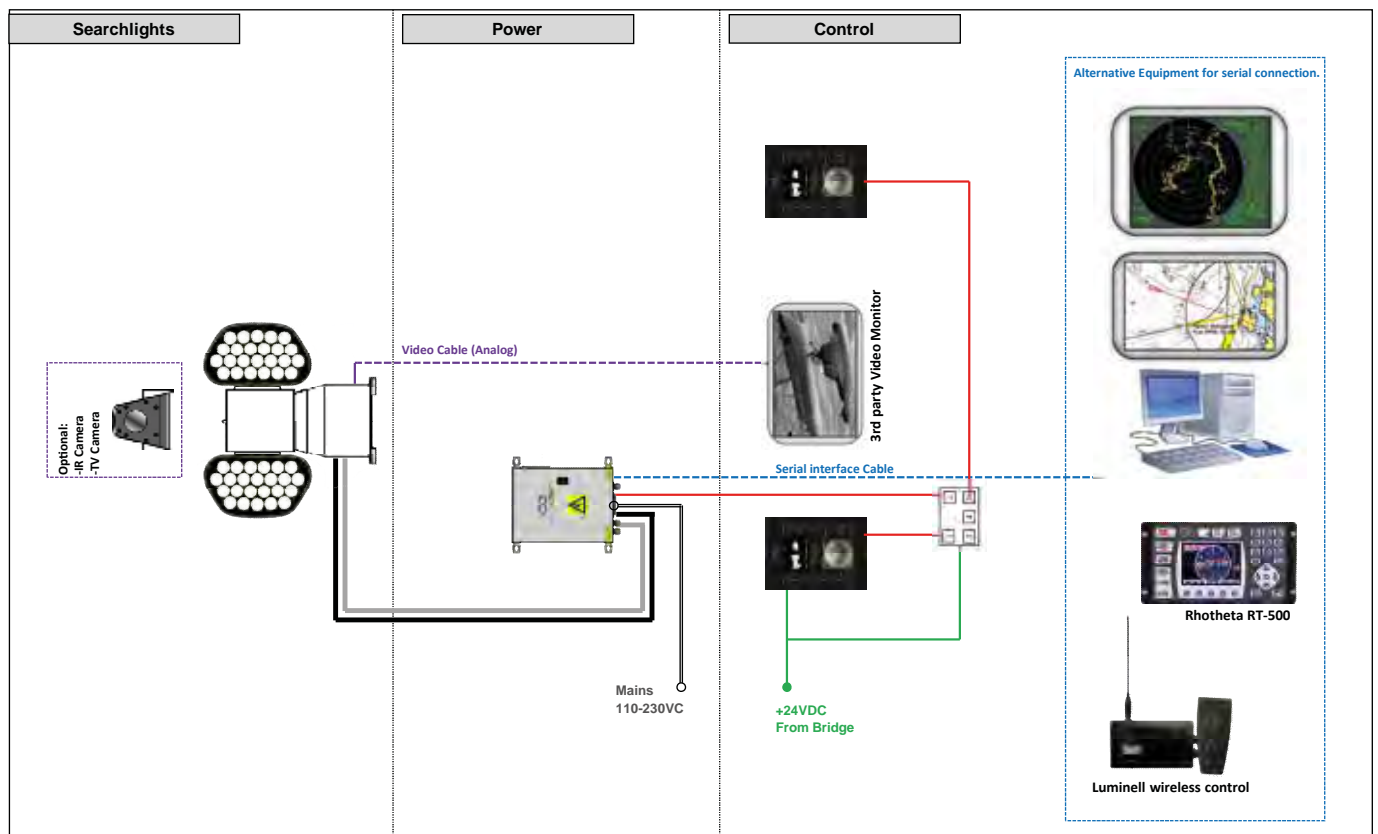 Searchlights
Power
Control
Alternative Equipment for serial connection.
3rd party Video Monitor
Video Cable (Analog)
Optional:
-IR Camera
-TV Camera
Serial interface Cable
Rhotheta RT-500
Mains
110-230VC
+24VDC
From Bridge
Luminell wireless control